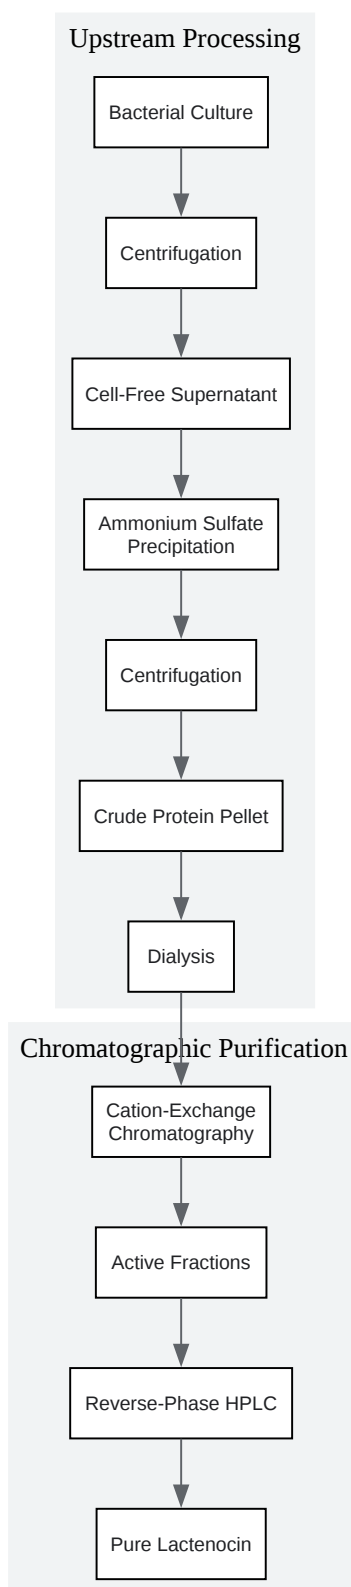 Upstream Processing
Bacterial Culture
Centrifugation
Cell-Free Supernatant
Ammonium Sulfate
Precipitation
Centrifugation
Crude Protein Pellet
Dialysis
Chromatographic Purification
Cation-Exchange
Chromatography
Active Fractions
Reverse-Phase HPLC
Pure Lactenocin